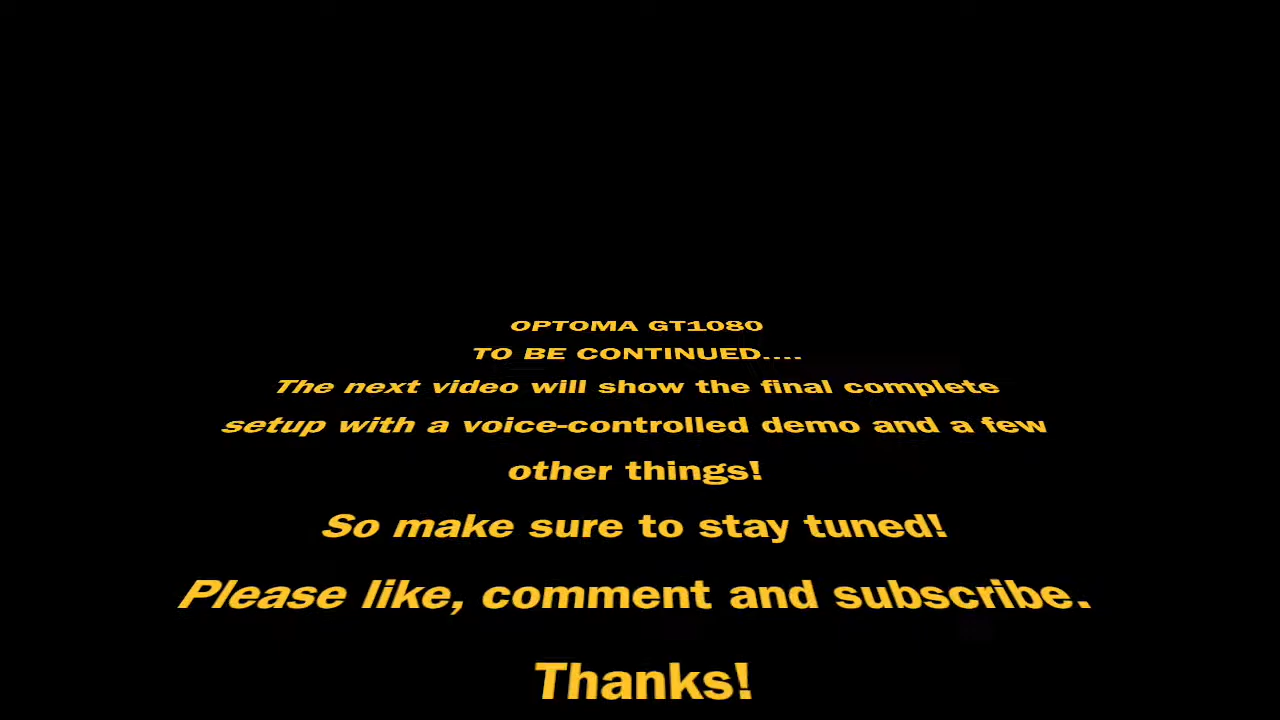 OPTOMA GT1080
TO BE CONTINUED....
The next video will show the final complete
setup with a voice-controlled demo and a few
other things!
So make sure to stay tuned!
Please like, comment and subscribe.
Thanks!